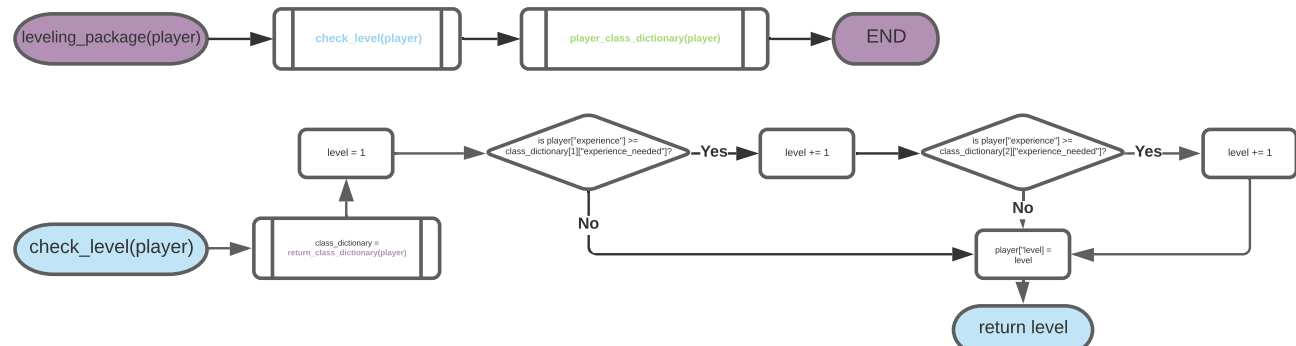 leveling_package(player)
check_level(player)
player_class_dictionary(player)
END
level = 1
is player["experience"] >=
class_dictionary[1]["experience_needed"]?
Yes
level += 1
is player["experience"] >=
class_dictionary[2]["experience_needed"]?
Yes
level += 1
No
No
check_level(player)
class_dictionary =
return_class_dictionary(player)
player["level] =
level
return level